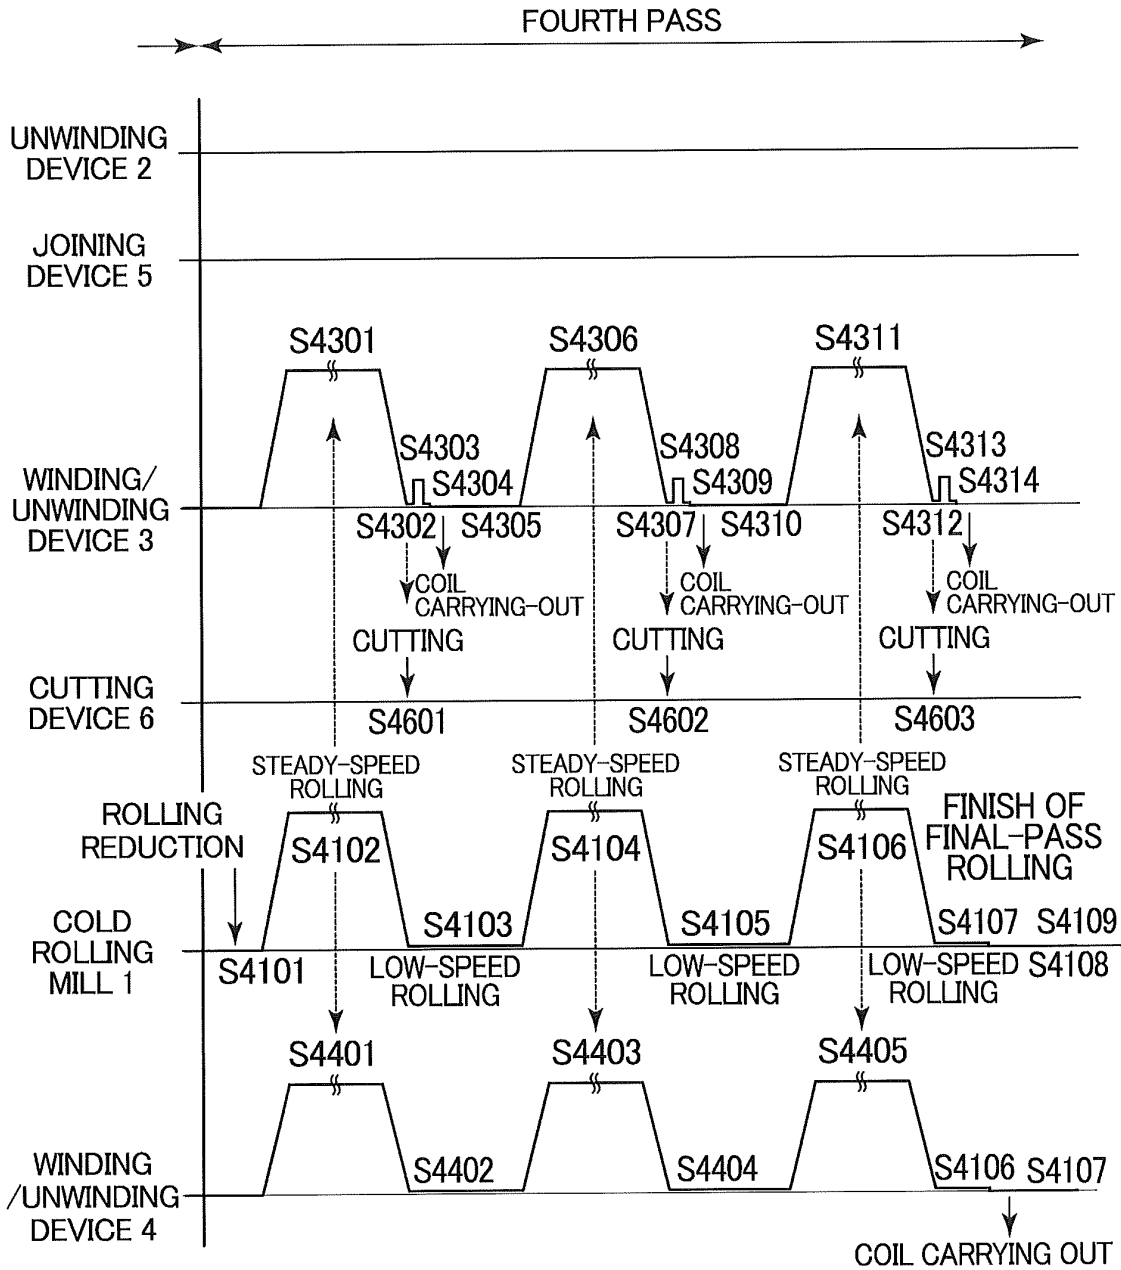 FOURTH PASS
UNWINDING
DEVICE 2
JOINING
DEVICE 5
S4301
S4306
S4311
S4303
S4308
S4313
S4304
S4309
S4314
WINDING/
UNWINDING
DEVICE 3
S4302
S4305
S4307
S4310
S4312
COIL
CARRYING-OUT
COIL
CARRYING-OUT
COIL
CARRYING-OUT
CUTTING
CUTTING
CUTTING
CUTTING
DEVICE 6
S4601
S4602
S4603
STEADY-SPEED
ROLLING
STEADY-SPEED
ROLLING
STEADY-SPEED
ROLLING
ROLLING
REDUCTION
FINISH OF
FINAL-PASS
ROLLING
S4102
S4104
S4106
COLD
ROLLING
MILL 1
S4103
S4105
S4107
S4109
S4101
LOW-SPEED
ROLLING
LOW-SPEED
ROLLING
LOW-SPEED
ROLLING
S4108
S4401
S4403
S4405
WINDING
/UNWINDING
DEVICE 4
S4402
S4404
S4106
S4107
COIL CARRYING OUT